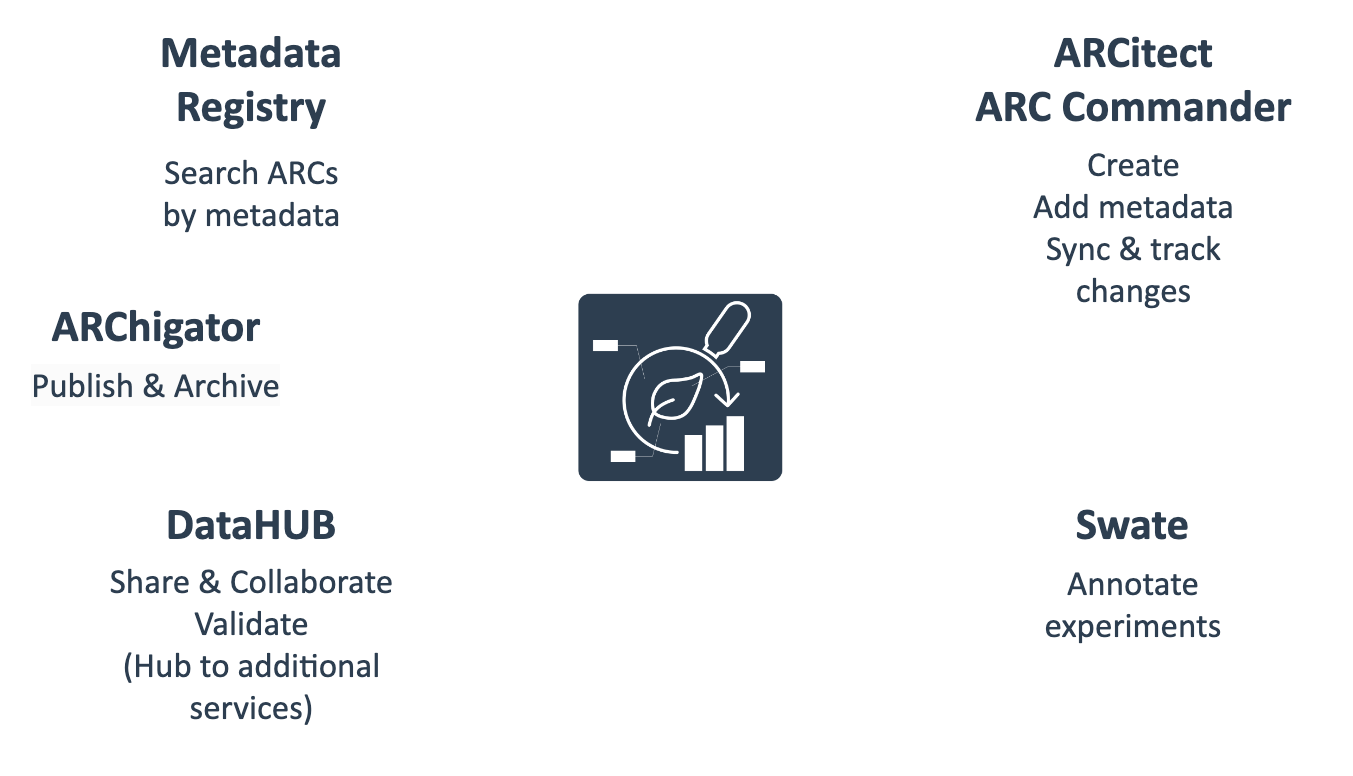 Metadata
Registry
Search ARCs
by metadata
ARChigator
Publish & Archive
DataHUB
Share & Collaborate
Validate
(Hub to additional
services)
ARCitect
ARC Commander
Create
Add metadata
Sync & track
changes
Swate
Annotate
experiments